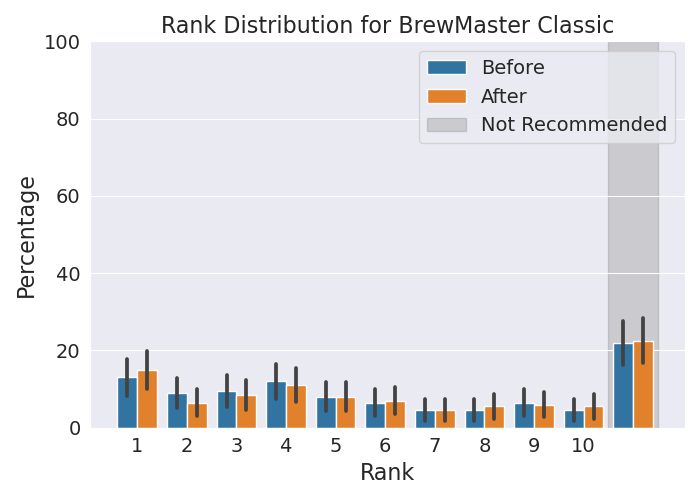 Rank Distribution for BrewMaster Classic
100
80
60
40
20
0
Percentage
Before
After
Not Recommended
1 2 3 4 5 6 7 8 9 10
Rank